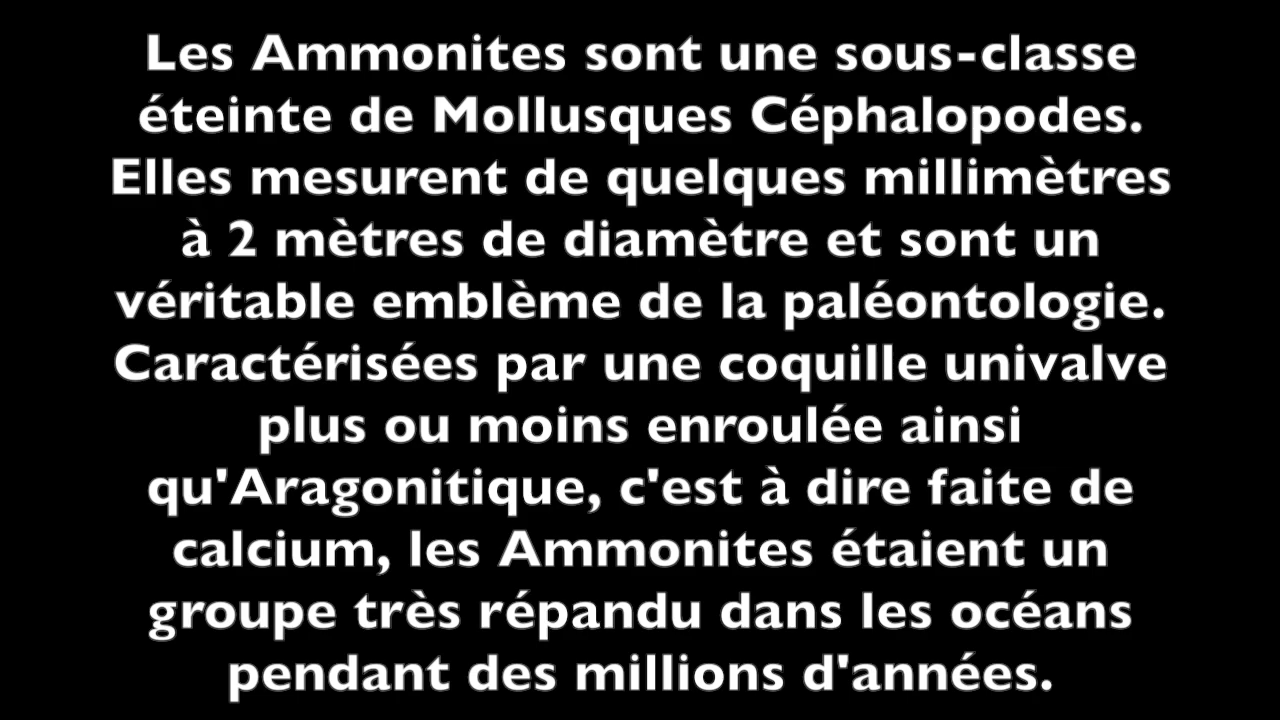 Les Ammonites sont une sous-classe
éteinte de Mollusques Céphalopodes.
Elles mesurent de quelques millimètres
à 2 mètres de diamètre et sont un
véritable emblème de la paléontologie.
Caractérisées par une coquille univalve
plus ou moins enroulée ainsi
qu'Aragonitique, c'est à dire faite de
calcium, les Ammonites étaient un
groupe très répandu dans les océans
pendant des millions d'années.